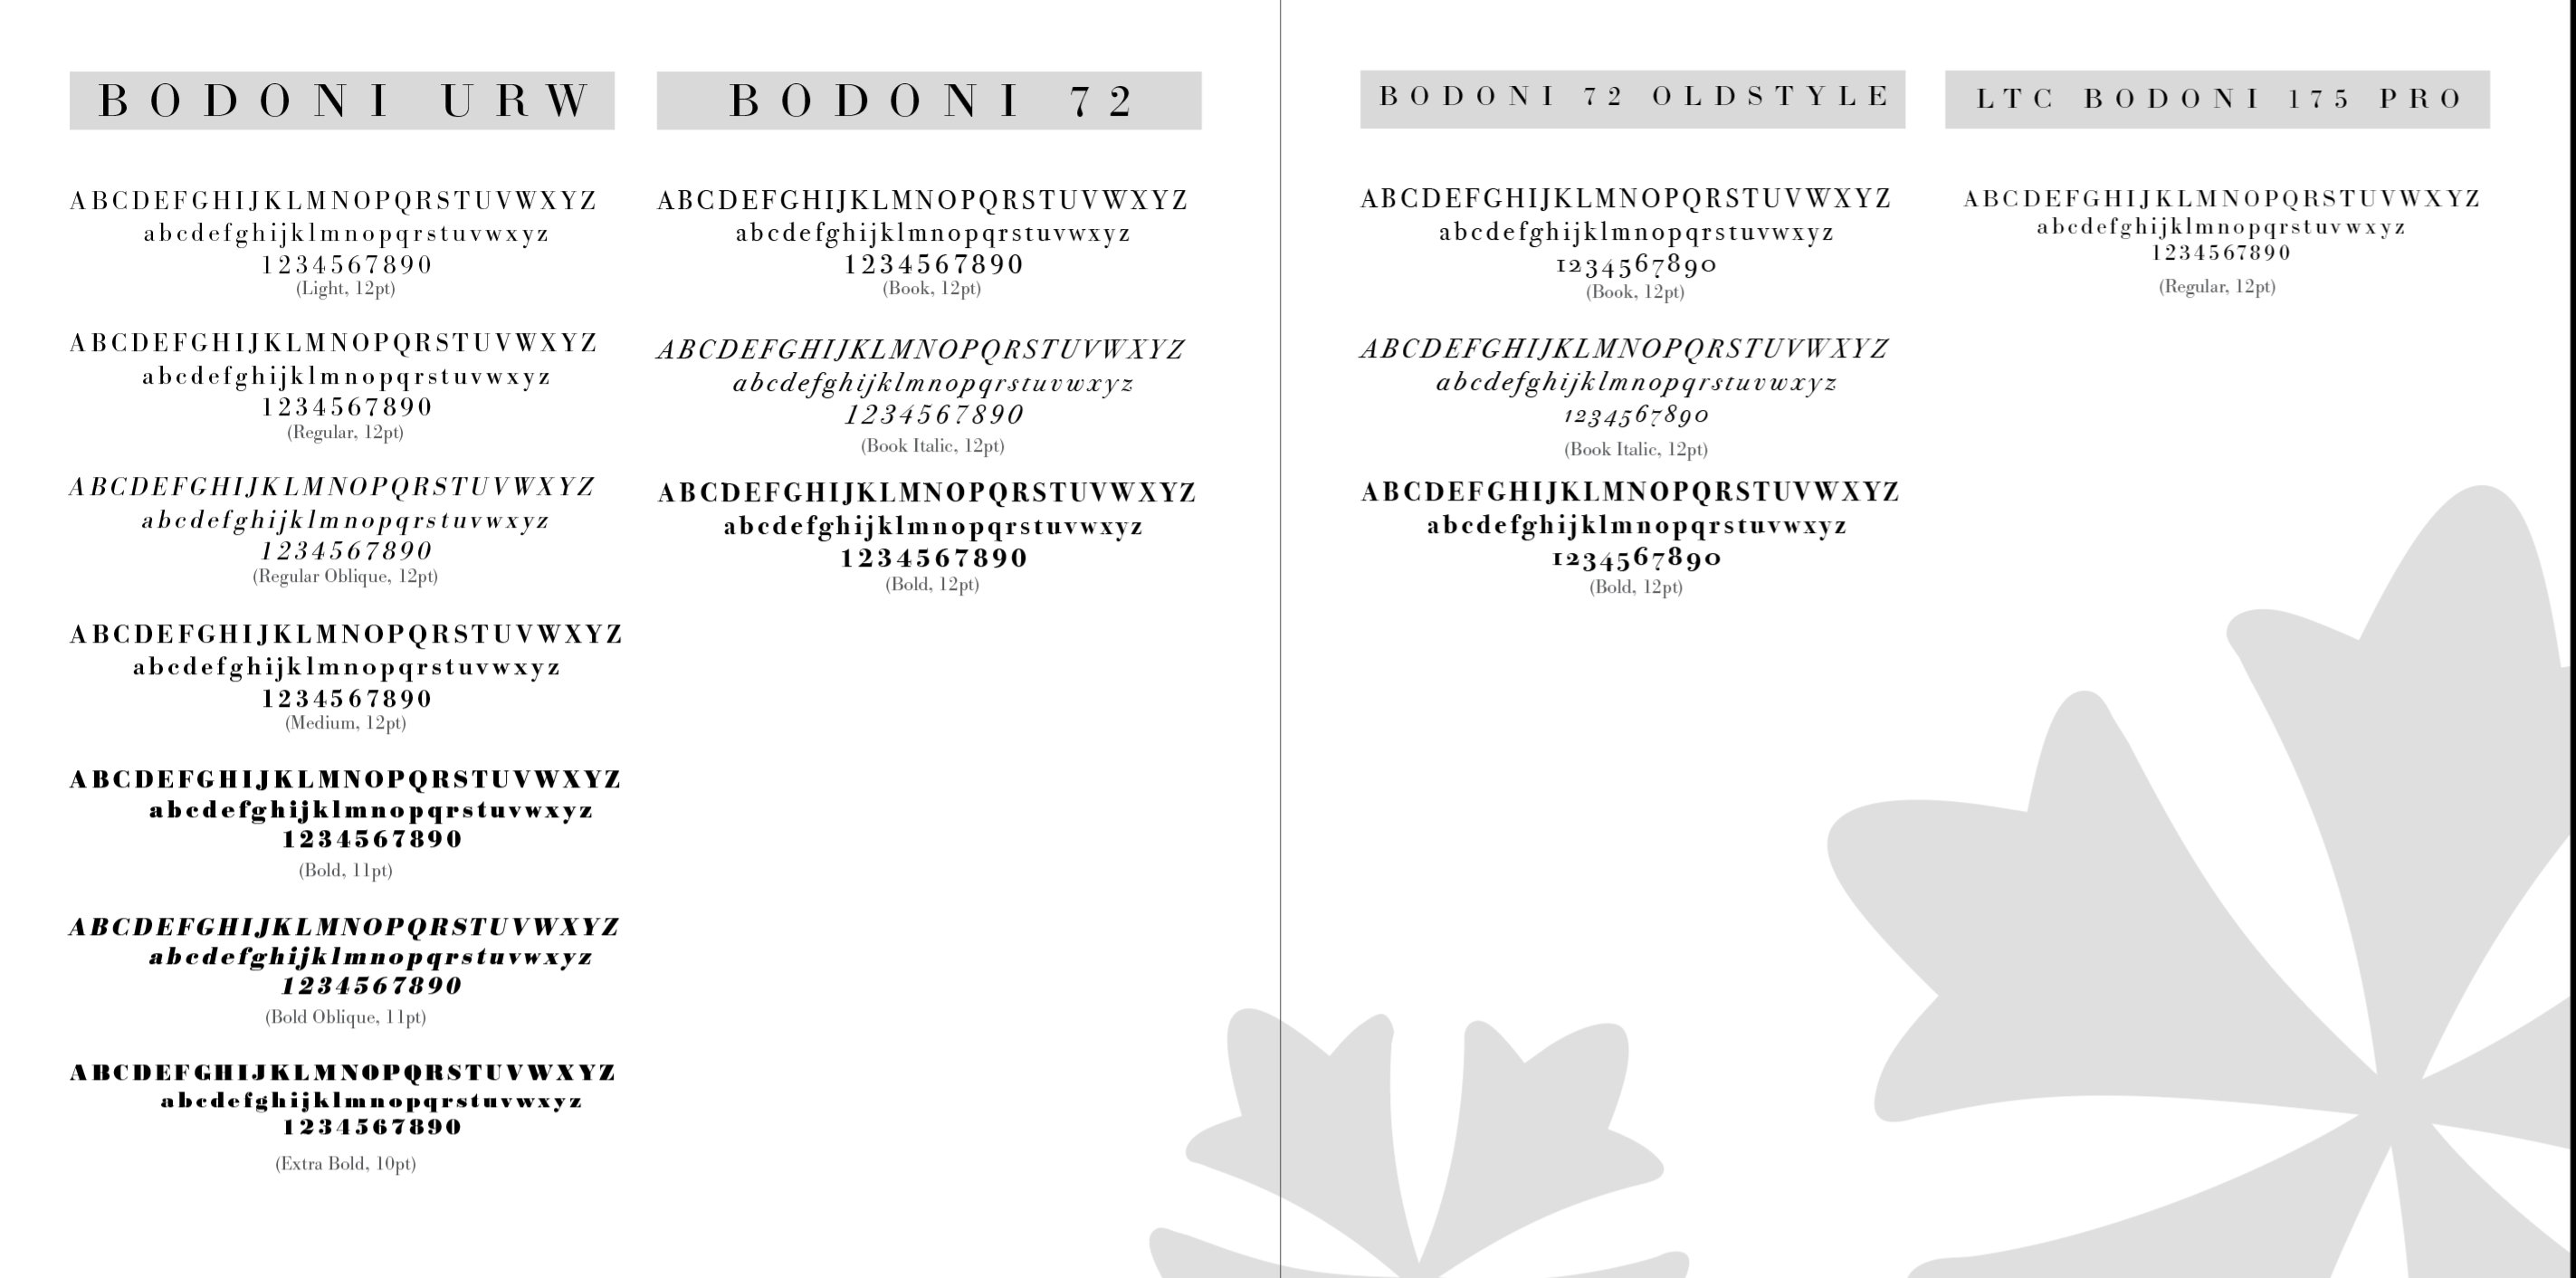 BODONI URW
ABCDEFGHIJKLMNOPQRSTUVWXYZ
abcdefghijklmnopqrstuvwxyz
1234567890
(Light, 12pt)
ABCDEFGHIJKLMNOPQRSTUVWXYZ
abcdefghijklmnopqrstuvwxyz
1234567890
(Regular, 12pt)
ABCDEFGHIJKLMNOPQRSTUVWXYZ
abcdefghijklmnopqrstuvwxyz
1234567890
(Regular Oblique, 12pt)
ABCDEFGHIJKLMNOPQRSTUVWXYZ
abcdefghijklmnopqrstuvwxyz
1234567890
(Medium, 12pt)
ABCDEFGHIJKLMNOPQRSTUVWXYZ
abcdefghijklmnopqrstuvwxyz
1234567890
(Bold, 11pt)
ABCDEFGHIJKLMNOPQRSTUVWXYZ
abcdefghijklmnopqrstuvwxyz
1234567890
(Bold Oblique, 11pt)
ABCDEFGHIJKLMNOPQRSTUVWXYZ
abcdefghijklmnopqrstuvwxyz
1234567890
(Extra Bold, 10pt)
BODONI 72
ABCDEFGHIJKLMNOPQRSTUVWXYZ
abcdefghijklmnopqrstuvwxyz
1234567890
(Book, 12pt)
ABCDEFGHIJKLMNOPQRSTUVWXYZ
abcdefghijklmnopqrstuvwxyz
1234567890
(Book Italic, 12pt)
ABCDEFGHIJKLMNOPQRSTUVWXYZ
abcdefghijklmnopqrstuvwxyz
1234567890
(Bold, 12pt)
BODONI 72 OLDSTYLE
ABCDEFGHIJKLMNOPQRSTUVWXYZ
abcdefghijklmnopqrstuvwxyz
1234567890
(Book, 12pt)
ABCDEFGHIJKLMNOPQRSTUVWXYZ
abcdefghijklmnopqrstuvwxyz
1234567890
(Book Italic, 12pt)
ABCDEFGHIJKLMNOPQRSTUVWXYZ
abcdefghijklmnopqrstuvwxyz
1234567890
(Bold, 12pt)
LTC BODONI 175 PRO
ABCDEFGHIJKLMNOPQRSTUVWXYZ
abcdefghijklmnopqrstuvwxyz
1234567890
(Regular, 12pt)